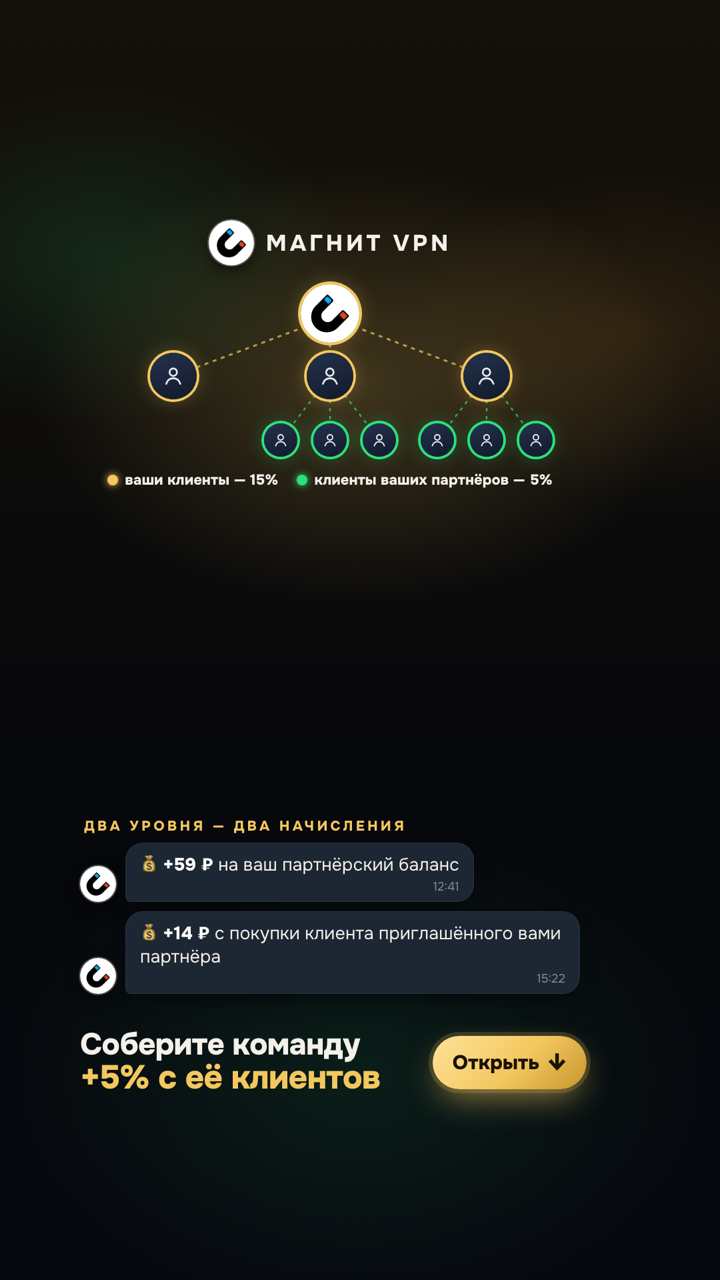 МАГНИТ VPN
ваши клиенты — 15% клиенты ваших партнёров — 5%
ДВА УРОВНЯ — ДВА НАЧИСЛЕНИЯ
💰 +59 ₽ на ваш партнёрский баланс
12:41
💰 +14 ₽ с покупки клиента приглашённого вами
партнёра
15:22
Соберите команду
+5% с её клиентов
Открыть ↓